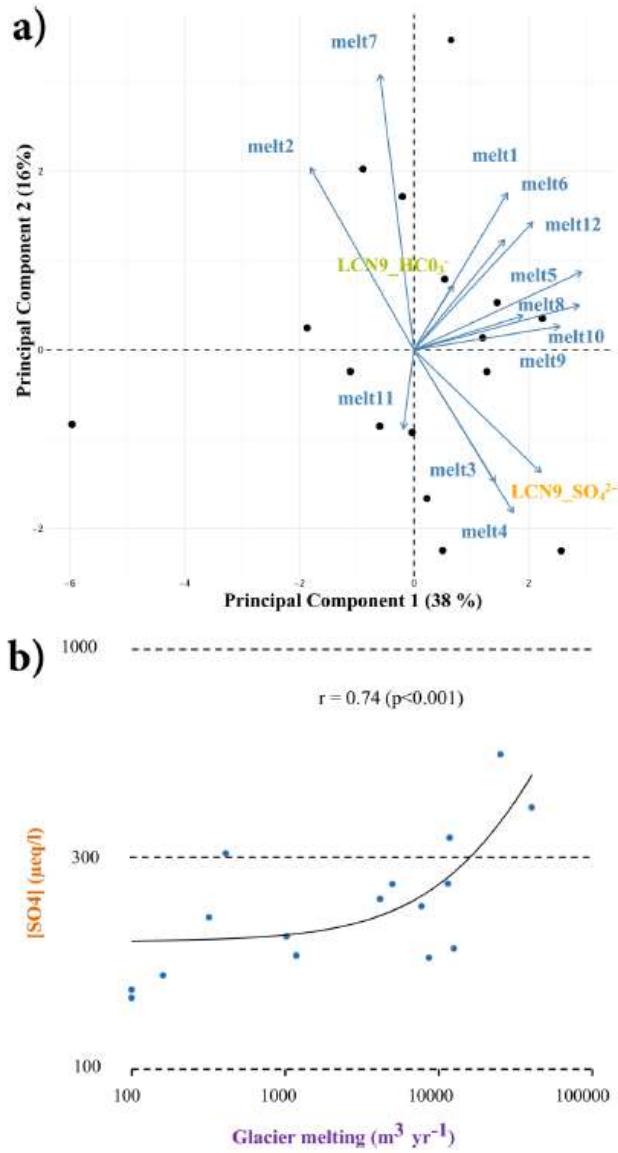 a)
melt7
melt2
melt1
melt6
melt12
LCN9_HC0₃⁻
melt5
melt8
melt10
melt9
melt11
melt3
LCN9_SO₄²⁻
melt4
2
0
-2
-6
-4
-2
0
2
Principal Component 2 (16%)
Principal Component 1 (38 %)
b)
1000
r = 0.74 (p<0.001)
300
100
[SO4] (µeq/l)
100
1000
10000
100000
Glacier melting (m³ yr⁻¹)